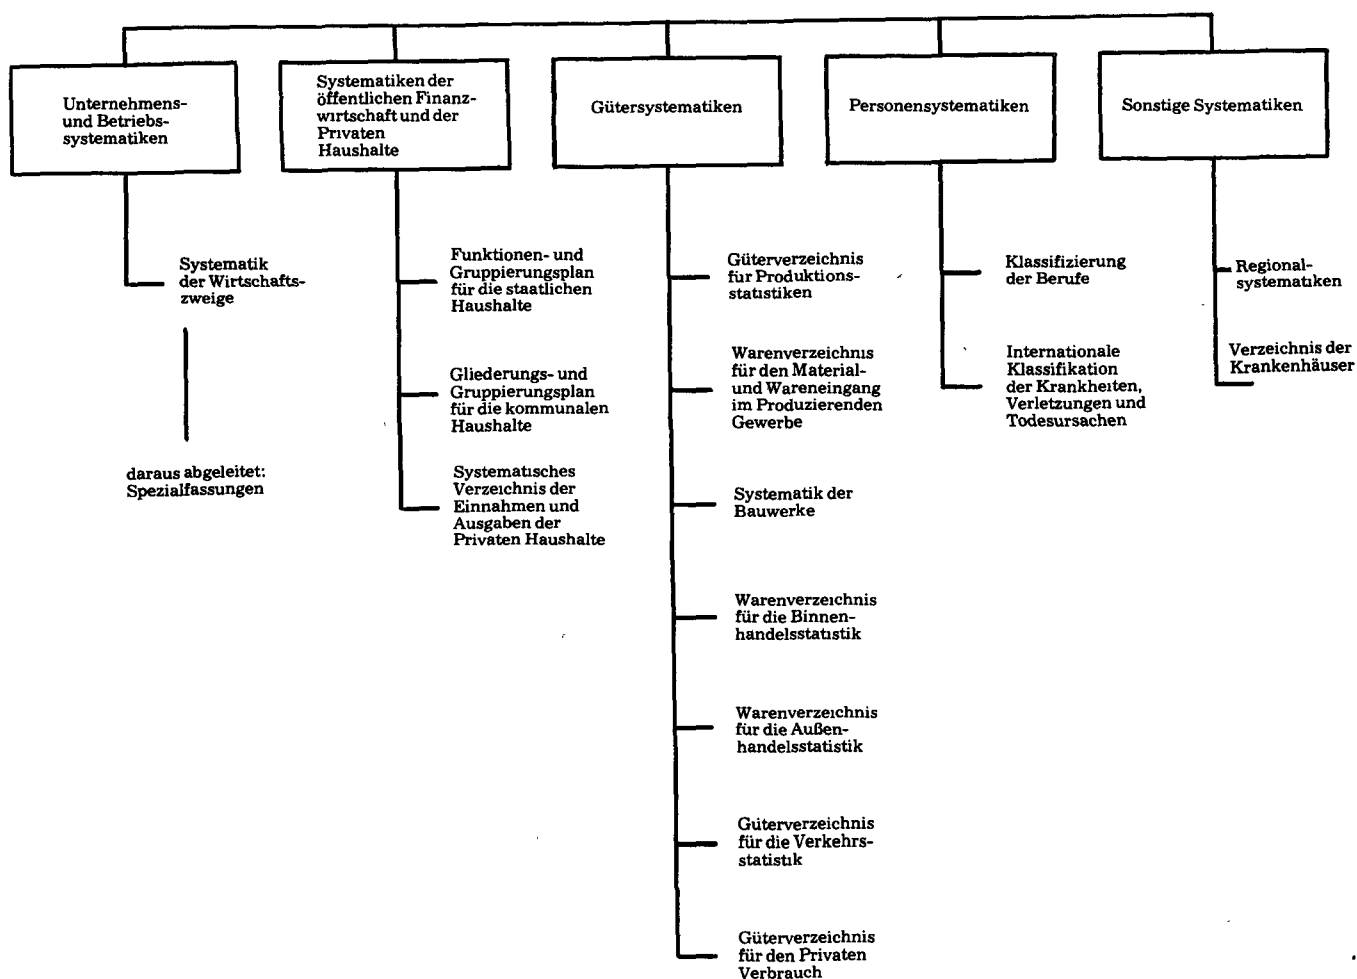 Unternehmens-
und Betriebs-
systematiken
Systematiken der
öffentlichen Finanz-
wirtschaft und der
Privaten
Haushalte
Gütersystematiken
Personensystematiken
Sonstige Systematiken
Systematik
der Wirtschafts-
zweige
daraus abgeleitet:
Spezialfassungen
Funktionen- und
Gruppierungsplan
für die staatlichen
Haushalte
Gliederungs- und
Gruppierungsplan
für die kommunalen
Haushalte
Systematisches
Verzeichnis der
Einnahmen und
Ausgaben der
Privaten Haushalte
Güterverzeichnis
für Produktions-
statistiken
Warenverzeichnis
für den Material-
und Wareneingang
im Produzierenden
Gewerbe
Systematik der
Bauwerke
Warenverzeichnis
für die Binnen-
handelsstatistik
Warenverzeichnis
für die Außen-
handelsstatistik
Güterverzeichnis
für die Verkehrs-
statistik
Güterverzeichnis
für den Privaten
Verbrauch
Klassifizierung
der Berufe
Internationale
Klassifikation
der Krankheiten,
Verletzungen und
Todesursachen
Regional-
systematiken
Verzeichnis der
Krankenhäuser